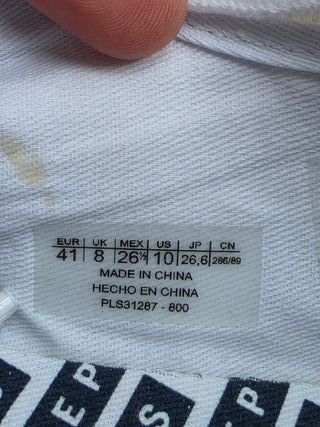 EUR UK MEX US JP CN
41 8 26½ 10 26,6 266/89
MADE IN CHINA
HECHO EN CHINA
PLS31287 - 800
E P S E P